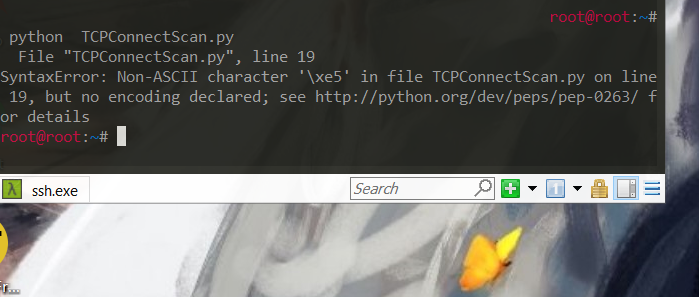 root@root:~#
python  TCPConnectScan.py
File "TCPConnectScan.py", line 19
SyntaxError: Non-ASCII character '\xe5' in file TCPConnectScan.py on line
19, but no encoding declared; see http://python.org/dev/peps/pep-0263/ f
or details
root@root:~#
λ ssh.exe Search 1
r...